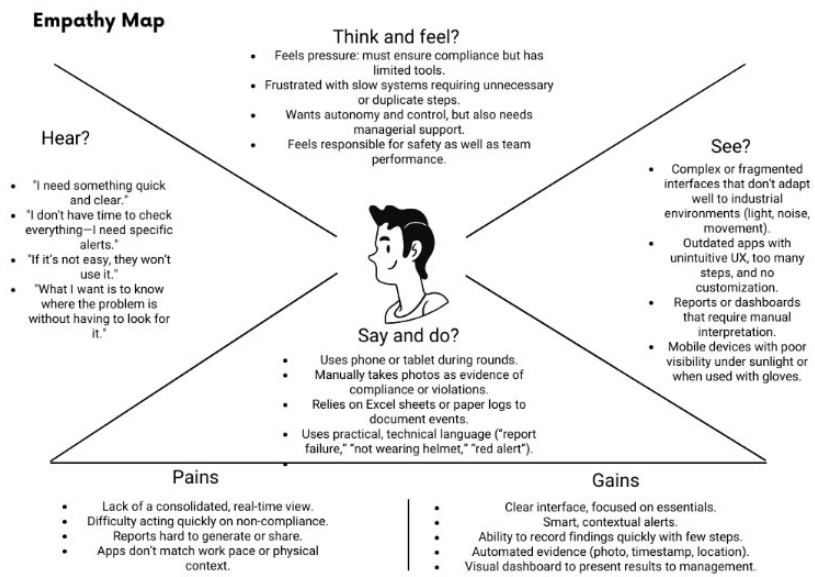 Empathy Map
Think and feel?
• Feels pressure: must ensure compliance but has
limited tools.
• Frustrated with slow systems requiring unnecessary
or duplicate steps.
• Wants autonomy and control, but also needs
managerial support.
• Feels responsible for safety as well as team
performance.
Hear?
• "I need something quick
and clear."
• "I don't have time to check
everything—I need specific
alerts."
• "If it's not easy, they won't
use it."
• "What I want is to know
where the problem is
without having to look for
it."
See?
• Complex or fragmented
interfaces that don't adapt
well to industrial
environments (light, noise,
movement).
• Outdated apps with
unintuitive UX, too many
steps, and no
customization.
• Reports or dashboards
that require manual
interpretation.
• Mobile devices with poor
visibility under sunlight or
when used with gloves.
Say and do?
• Uses phone or tablet during rounds.
• Manually takes photos as evidence of
compliance or violations.
• Relies on Excel sheets or paper logs to
document events.
• Uses practical, technical language (“report
failure,” “not wearing helmet,” “red alert”).
•
Pains
• Lack of a consolidated, real-time view.
• Difficulty acting quickly on non-compliance.
• Reports hard to generate or share.
• Apps don’t match work pace or physical
context.
Gains
• Clear interface, focused on essentials.
• Smart, contextual alerts.
• Ability to record findings quickly with few steps.
• Automated evidence (photo, timestamp, location).
• Visual dashboard to present results to management.